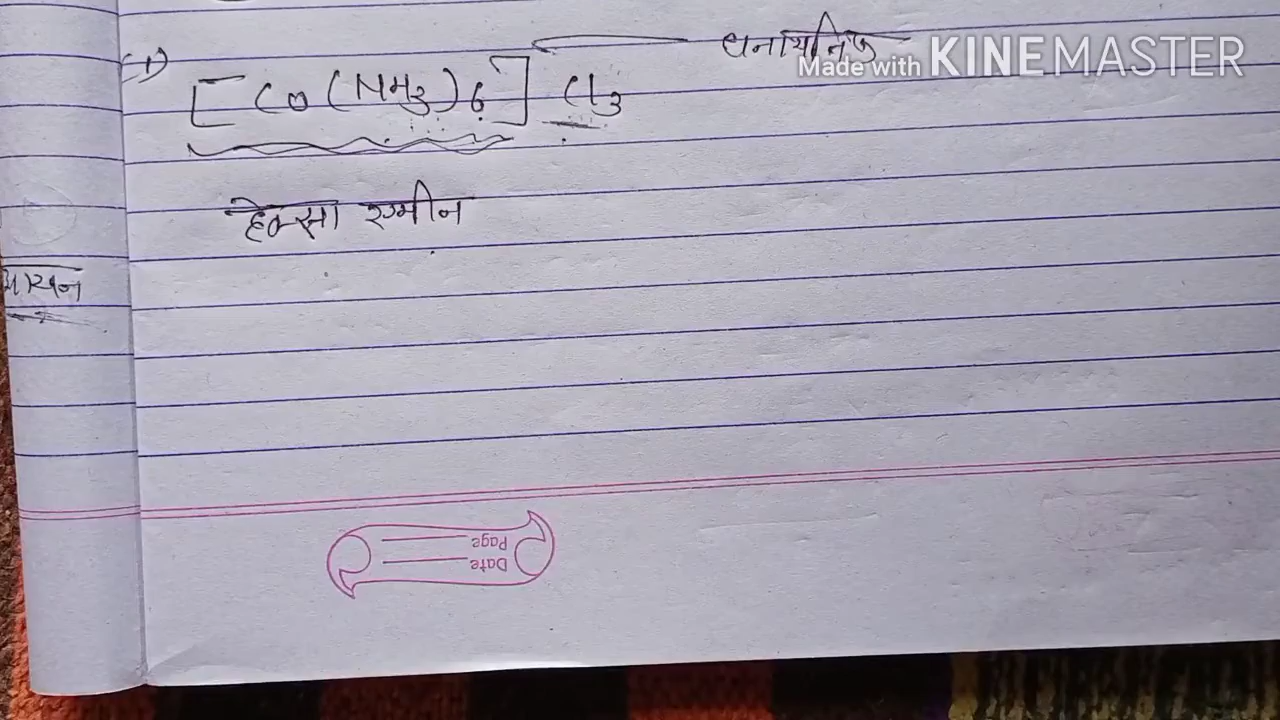 धनायनिक
Made with KINEMASTER
(1) [Co(NH3)6] Cl3
हेक्सा एमीन
Page
Date